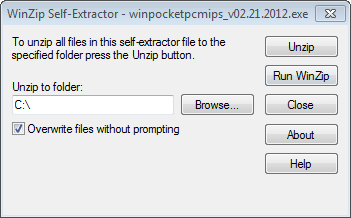 WinZip Self-Extractor - winpocketpcmips_v02.21.2012.exe
To unzip all files in this self-extractor file to the
specified folder press the Unzip button.
Unzip to folder:
C:\
Browse...
Overwrite files without prompting
Unzip
Run WinZip
Close
About
Help